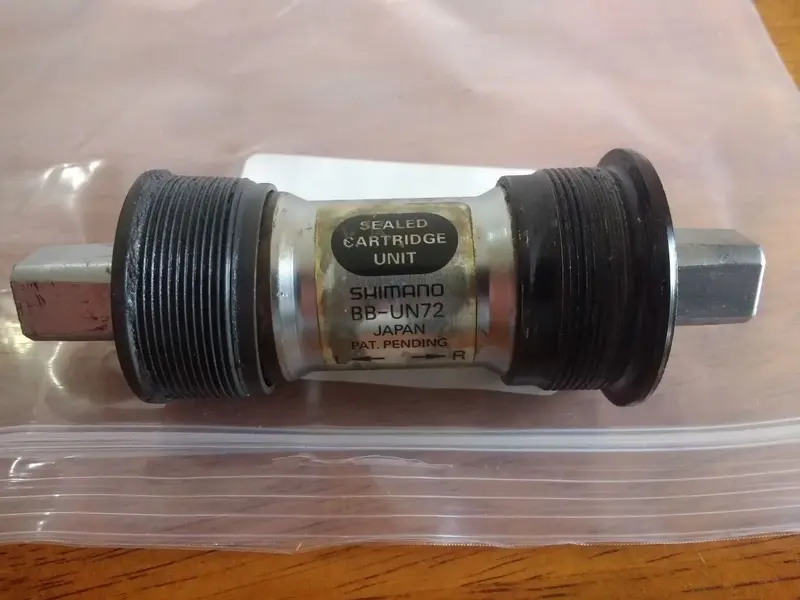 SEALED
CARTRIDGE
UNIT
SHIMANO
BB-UN72
JAPAN
PAT. PENDING
L R